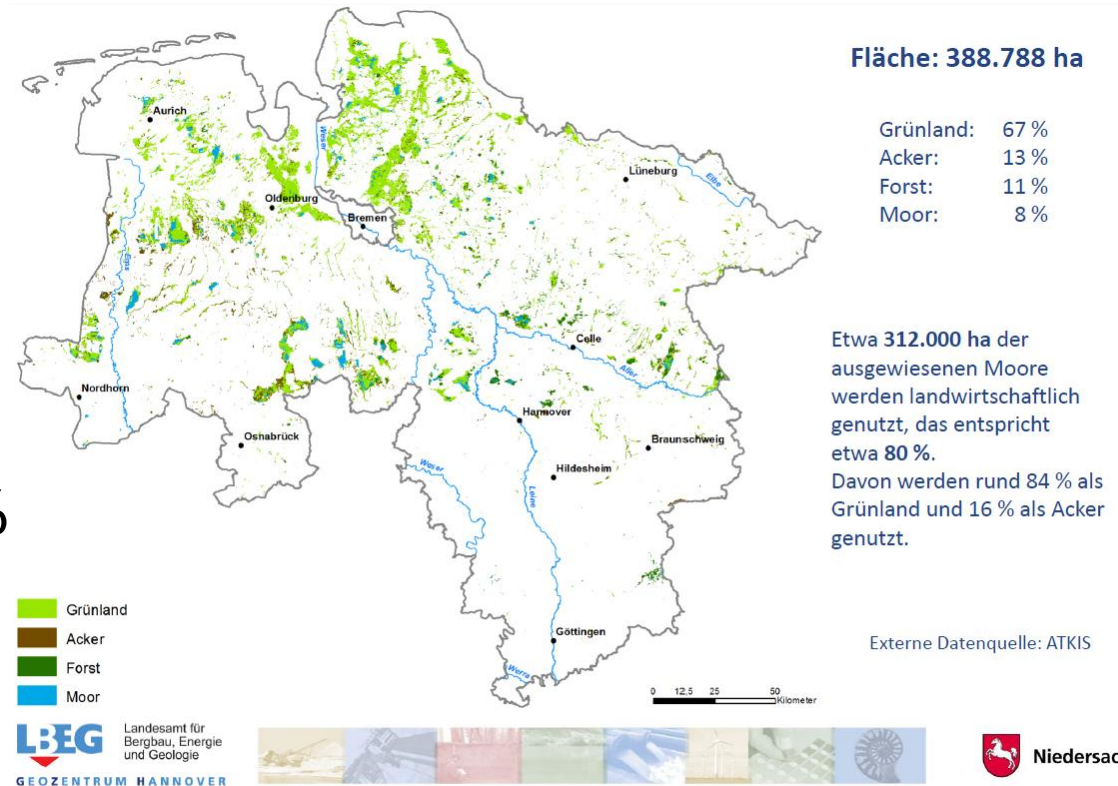 Fläche: 388.788 ha
Grünland: 67 %
Acker: 13 %
Forst: 11 %
Moor: 8 %
Etwa 312.000 ha der
ausgewiesenen Moore
werden landwirtschaftlich
genutzt, das entspricht
etwa 80 %.
Davon werden rund 84 % als
Grünland und 16 % als Acker
genutzt.
Externe Datenquelle: ATKIS
Aurich
Weser
Lüneburg
Elbe
Oldenburg
Bremen
Ems
Celle
Aller
Nordhorn
Hannover
Osnabrück
Braunschweig
Weser
Hildesheim
Leine
Göttingen
Werra
%
Grünland
Acker
Forst
Moor
0 12.5 25 50
Kilometer
LBEG
Landesamt für
Bergbau, Energie
und Geologie
GEOZENTRUM HANNOVER
Niedersac